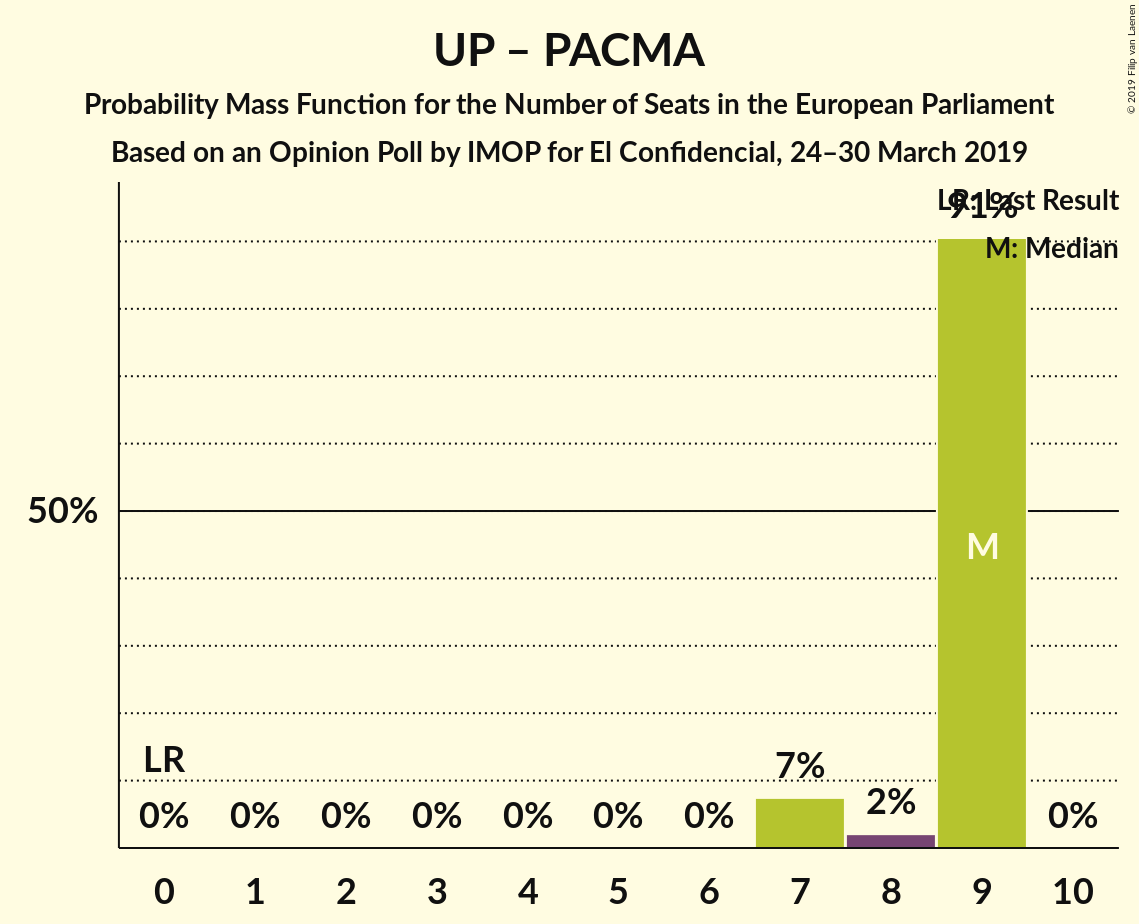 UP – PACMA
Probability Mass Function for the Number of Seats in the European Parliament
Based on an Opinion Poll by IMOP for El Confidencial, 24–30 March 2019
© 2019 Filip van Laenen
LR: Last Result
M: Median
91%
50%
M
LR
7%
2%
0% 0% 0% 0% 0% 0% 0% 0%
0 1 2 3 4 5 6 7 8 9 10